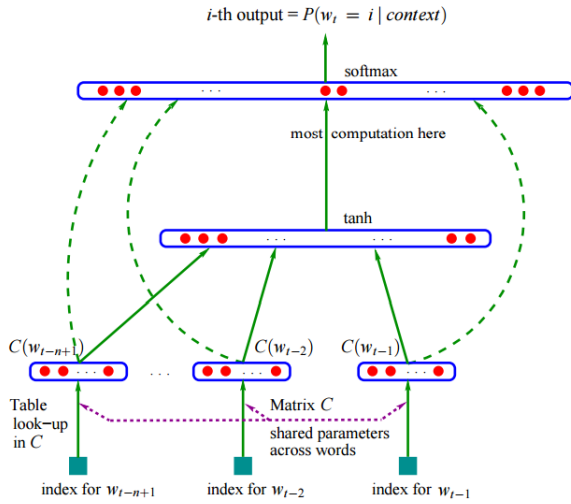 i-th output = P(w_t = i | context)
softmax
. . .
. . .
most computation here
tanh
. . .
. . .
C(w_{t−n+1})
C(w_{t−2})
C(w_{t−1})
. . .
. . .
. . .
. . .
Table
look−up
in C
Matrix C
shared parameters
across words
index for w_{t−n+1}
index for w_{t−2}
index for w_{t−1}